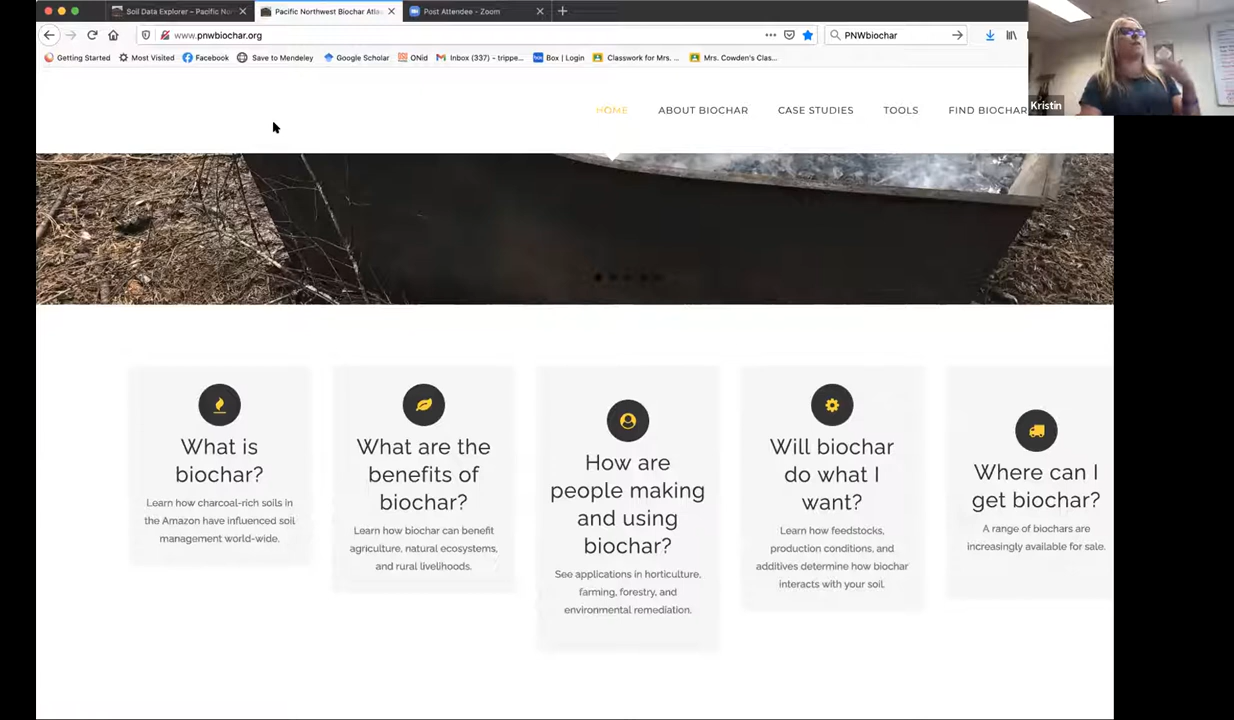 Soil Data Explorer – Pacific No
Pacific Northwest Biochar Atla
Post Attendee - Zoom
www.pnwbiochar.org
PNWbiochar
Getting Started
Most Visited
Facebook
Save to Mendeley
Google Scholar
ONid
Inbox (337) - trippe...
Box | Login
Classwork for Mrs. ...
Mrs. Cowden's Clas...
HOME
ABOUT BIOCHAR
CASE STUDIES
TOOLS
FIND BIOCHAR
Kristin
What is
biochar?
Learn how charcoal-rich soils in
the Amazon have influenced soil
management world-wide.
What are the
benefits of
biochar?
Learn how biochar can benefit
agriculture, natural ecosystems,
and rural livelihoods.
How are
people making
and using
biochar?
See applications in horticulture,
farming, forestry, and
environmental remediation.
Will biochar
do what I
want?
Learn how feedstocks,
production conditions, and
additives determine how biochar
interacts with your soil.
Where can I
get biochar?
A range of biochars are
increasingly available for sale.